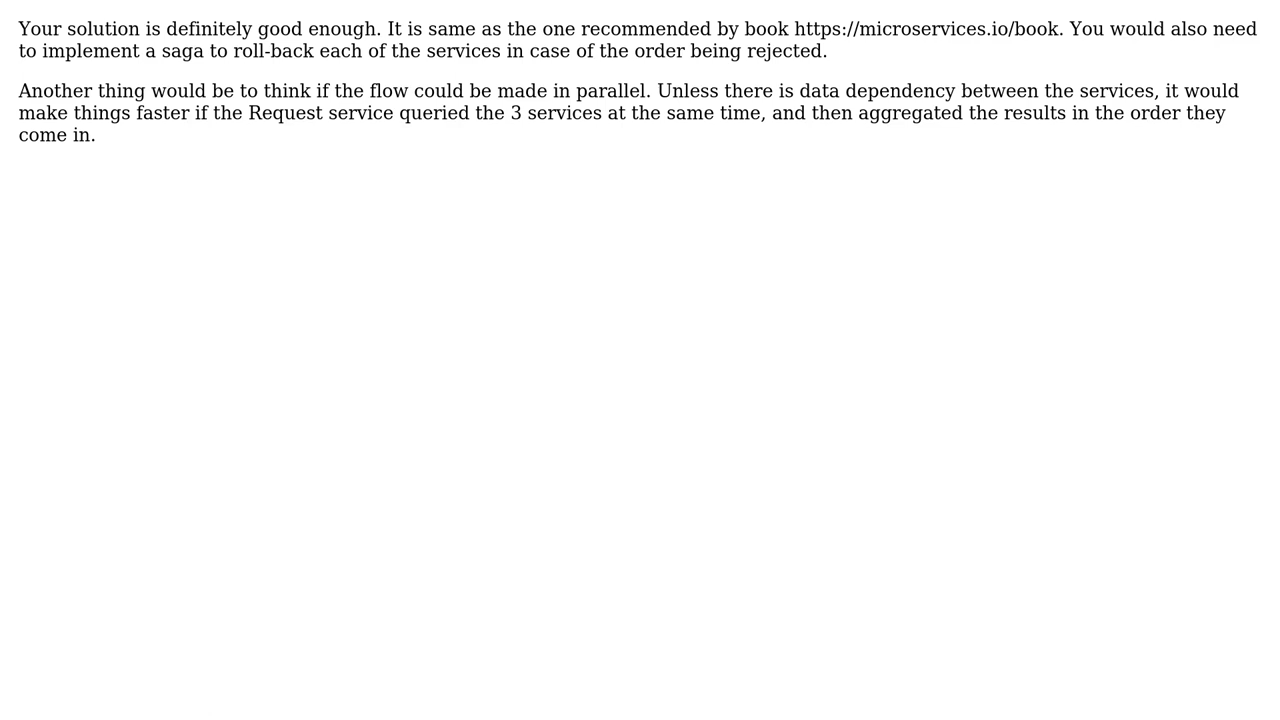 Your solution is definitely good enough. It is same as the one recommended by book https://microservices.io/book. You would also need
to implement a saga to roll-back each of the services in case of the order being rejected.
Another thing would be to think if the flow could be made in parallel. Unless there is data dependency between the services, it would
make things faster if the Request service queried the 3 services at the same time, and then aggregated the results in the order they
come in.